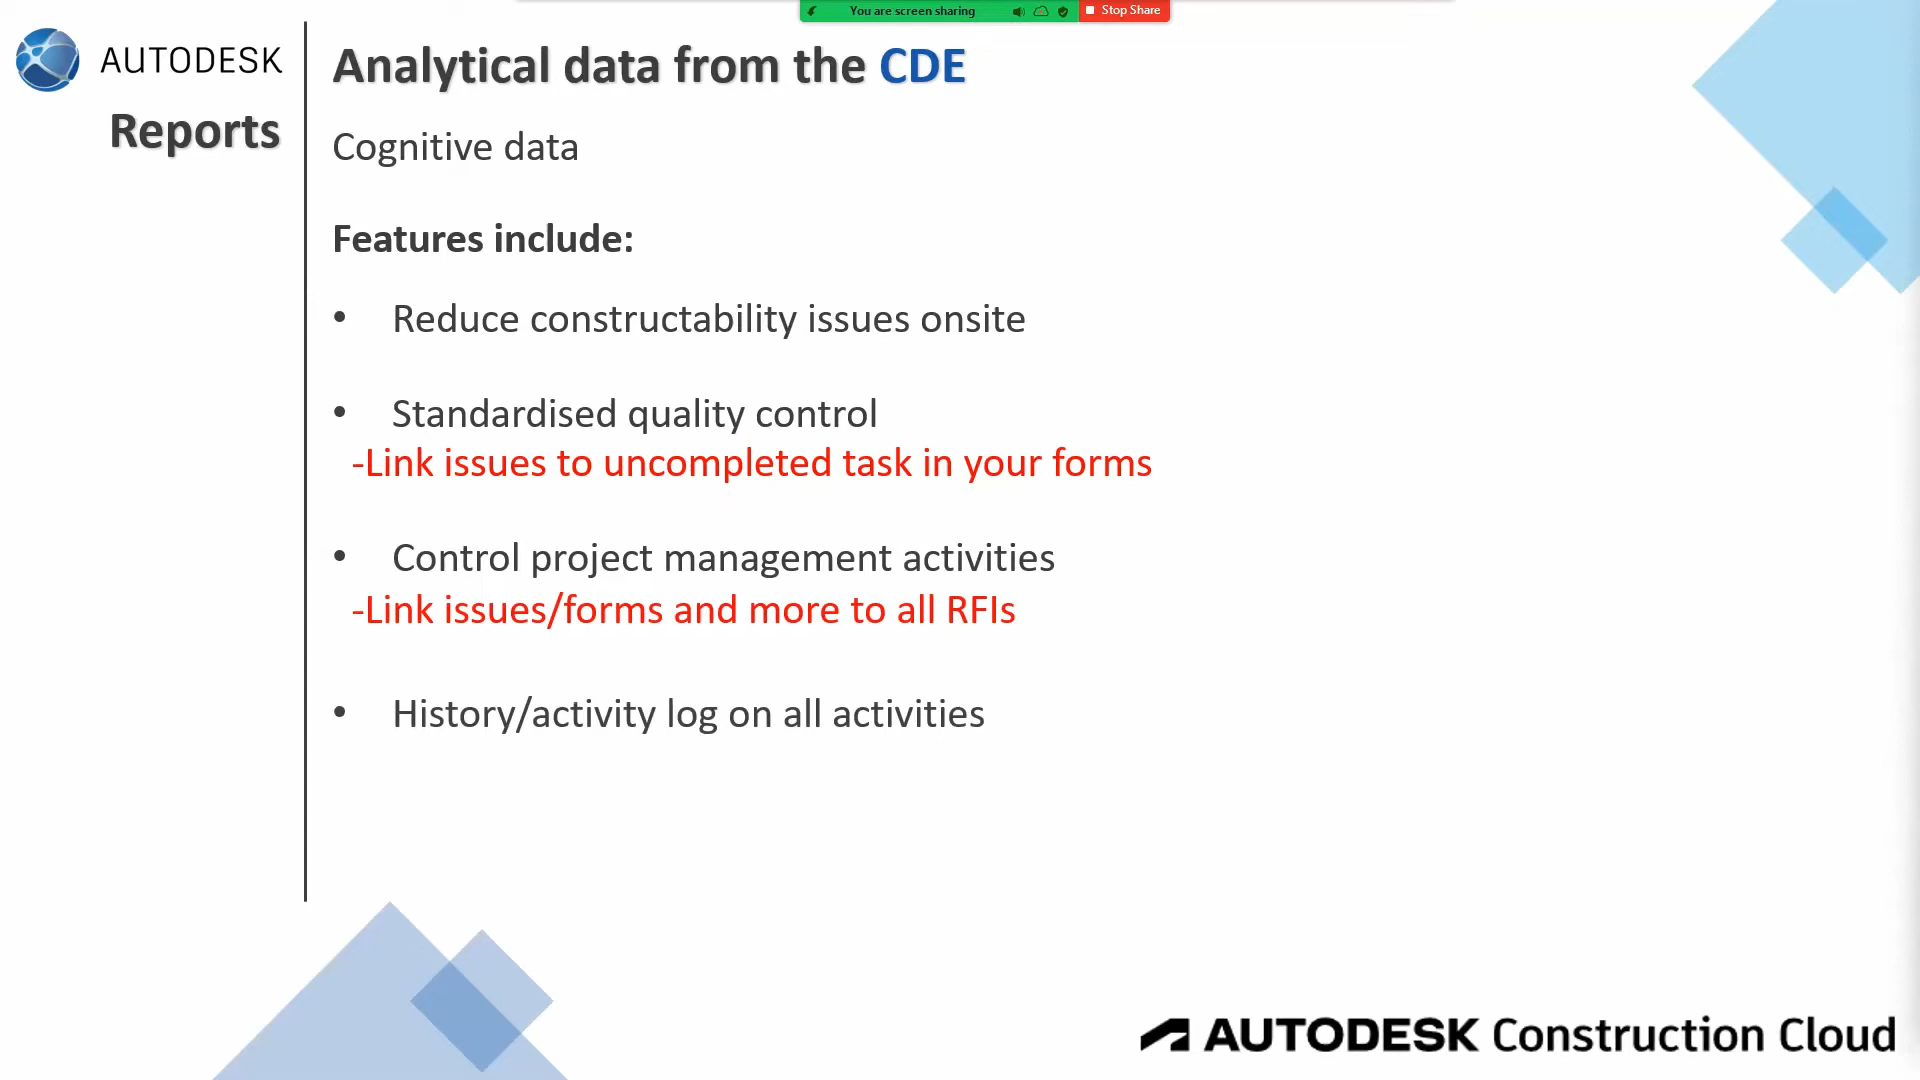 You are screen sharing
Stop Share
AUTODESK
Reports
Analytical data from the CDE
Cognitive data
Features include:
• Reduce constructability issues onsite
• Standardised quality control
-Link issues to uncompleted task in your forms
• Control project management activities
-Link issues/forms and more to all RFIs
• History/activity log on all activities
AUTODESK Construction Cloud